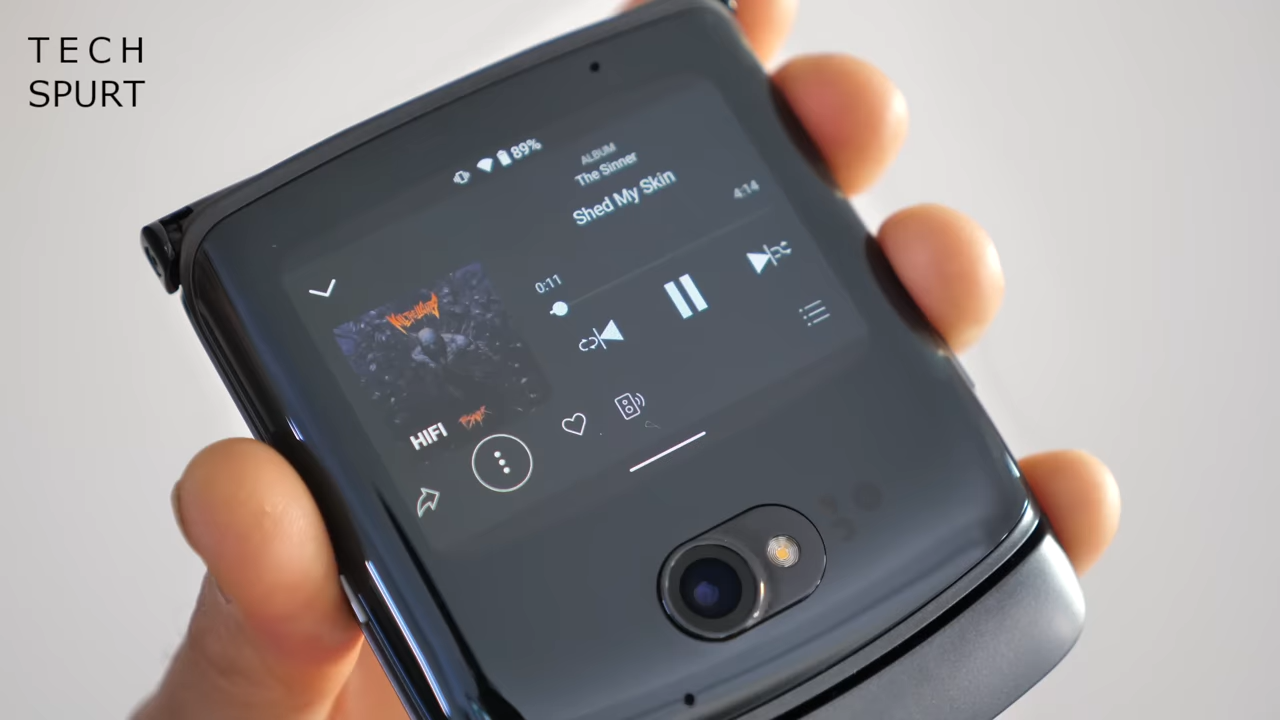 TECH
SPURT
89%
ALBUM
The Sinner
Shed My Skin
0:11
4:14
HIFI